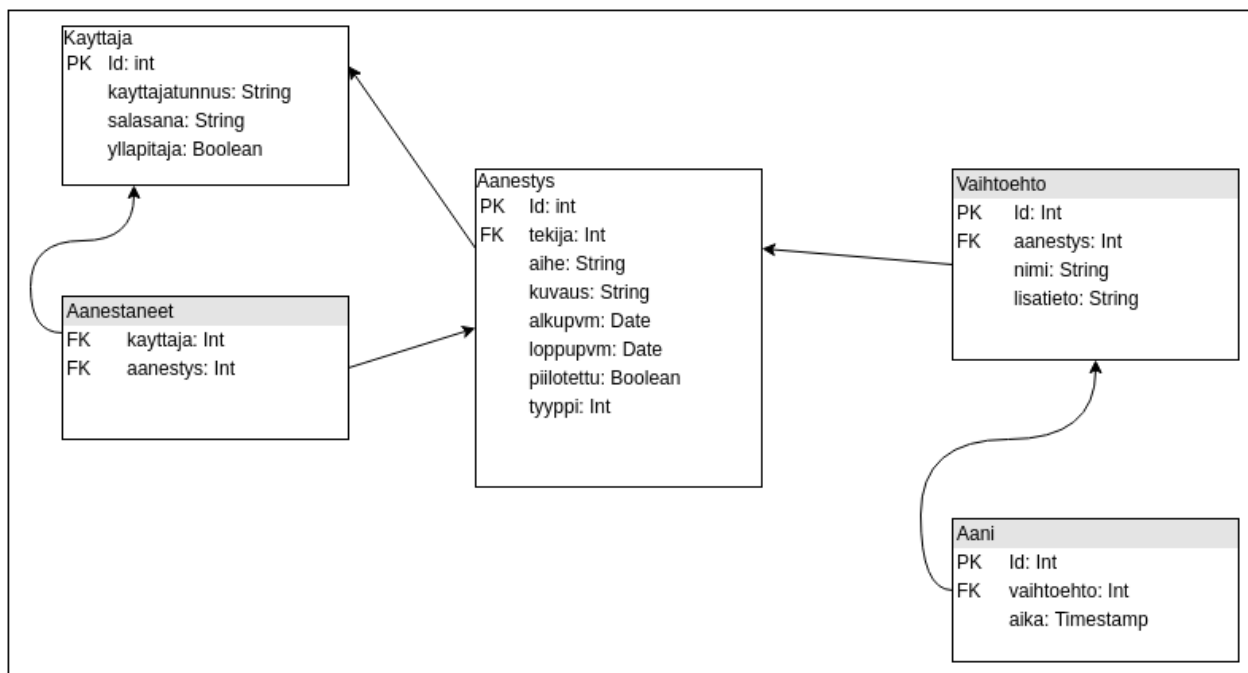 Kayttaja
PK Id: int
kayttajatunnus: String
salasana: String
yllapitaja: Boolean
Aanestaneet
FK kayttaja: Int
FK aanestys: Int
Aanestys
PK Id: int
FK tekija: Int
aihe: String
kuvaus: String
alkupvm: Date
loppupvm: Date
piilotettu: Boolean
tyyppi: Int
Vaihtoehto
PK Id: Int
FK aanestys: Int
nimi: String
lisatieto: String
Aani
PK Id: Int
FK vaihtoehto: Int
aika: Timestamp